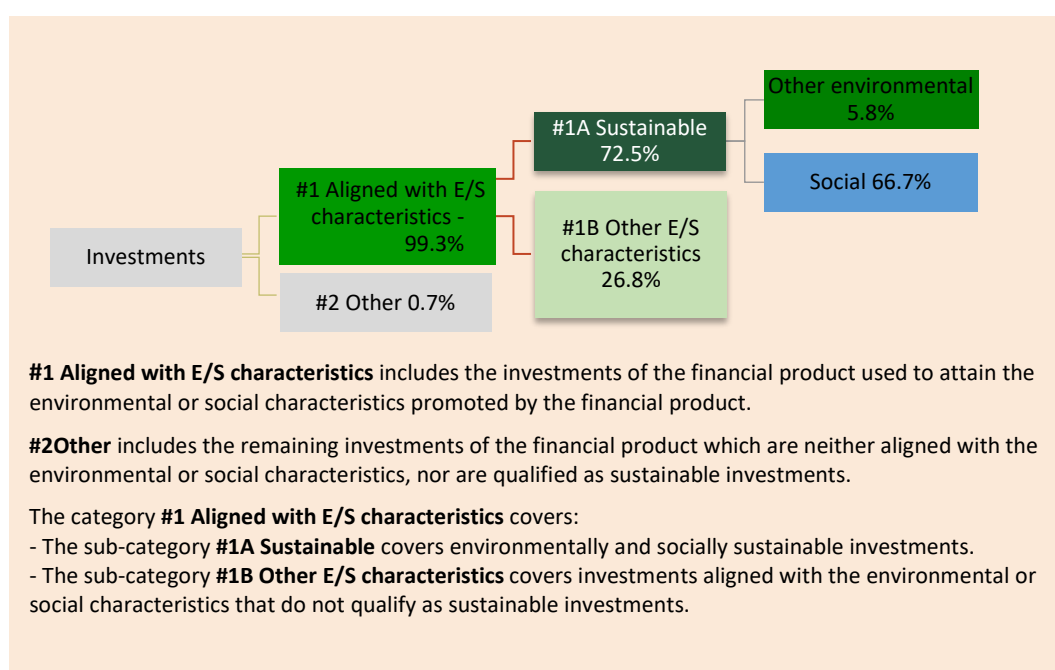 Other environmental
5.8%
#1A Sustainable
72.5%
Social 66.7%
#1 Aligned with E/S
characteristics -
99.3%
#1B Other E/S
characteristics
26.8%
Investments
#2 Other 0.7%
#1 Aligned with E/S characteristics includes the investments of the financial product used to attain the
environmental or social characteristics promoted by the financial product.
#2Other includes the remaining investments of the financial product which are neither aligned with the
environmental or social characteristics, nor are qualified as sustainable investments.
The category #1 Aligned with E/S characteristics covers:
- The sub-category #1A Sustainable covers environmentally and socially sustainable investments.
- The sub-category #1B Other E/S characteristics covers investments aligned with the environmental or
social characteristics that do not qualify as sustainable investments.